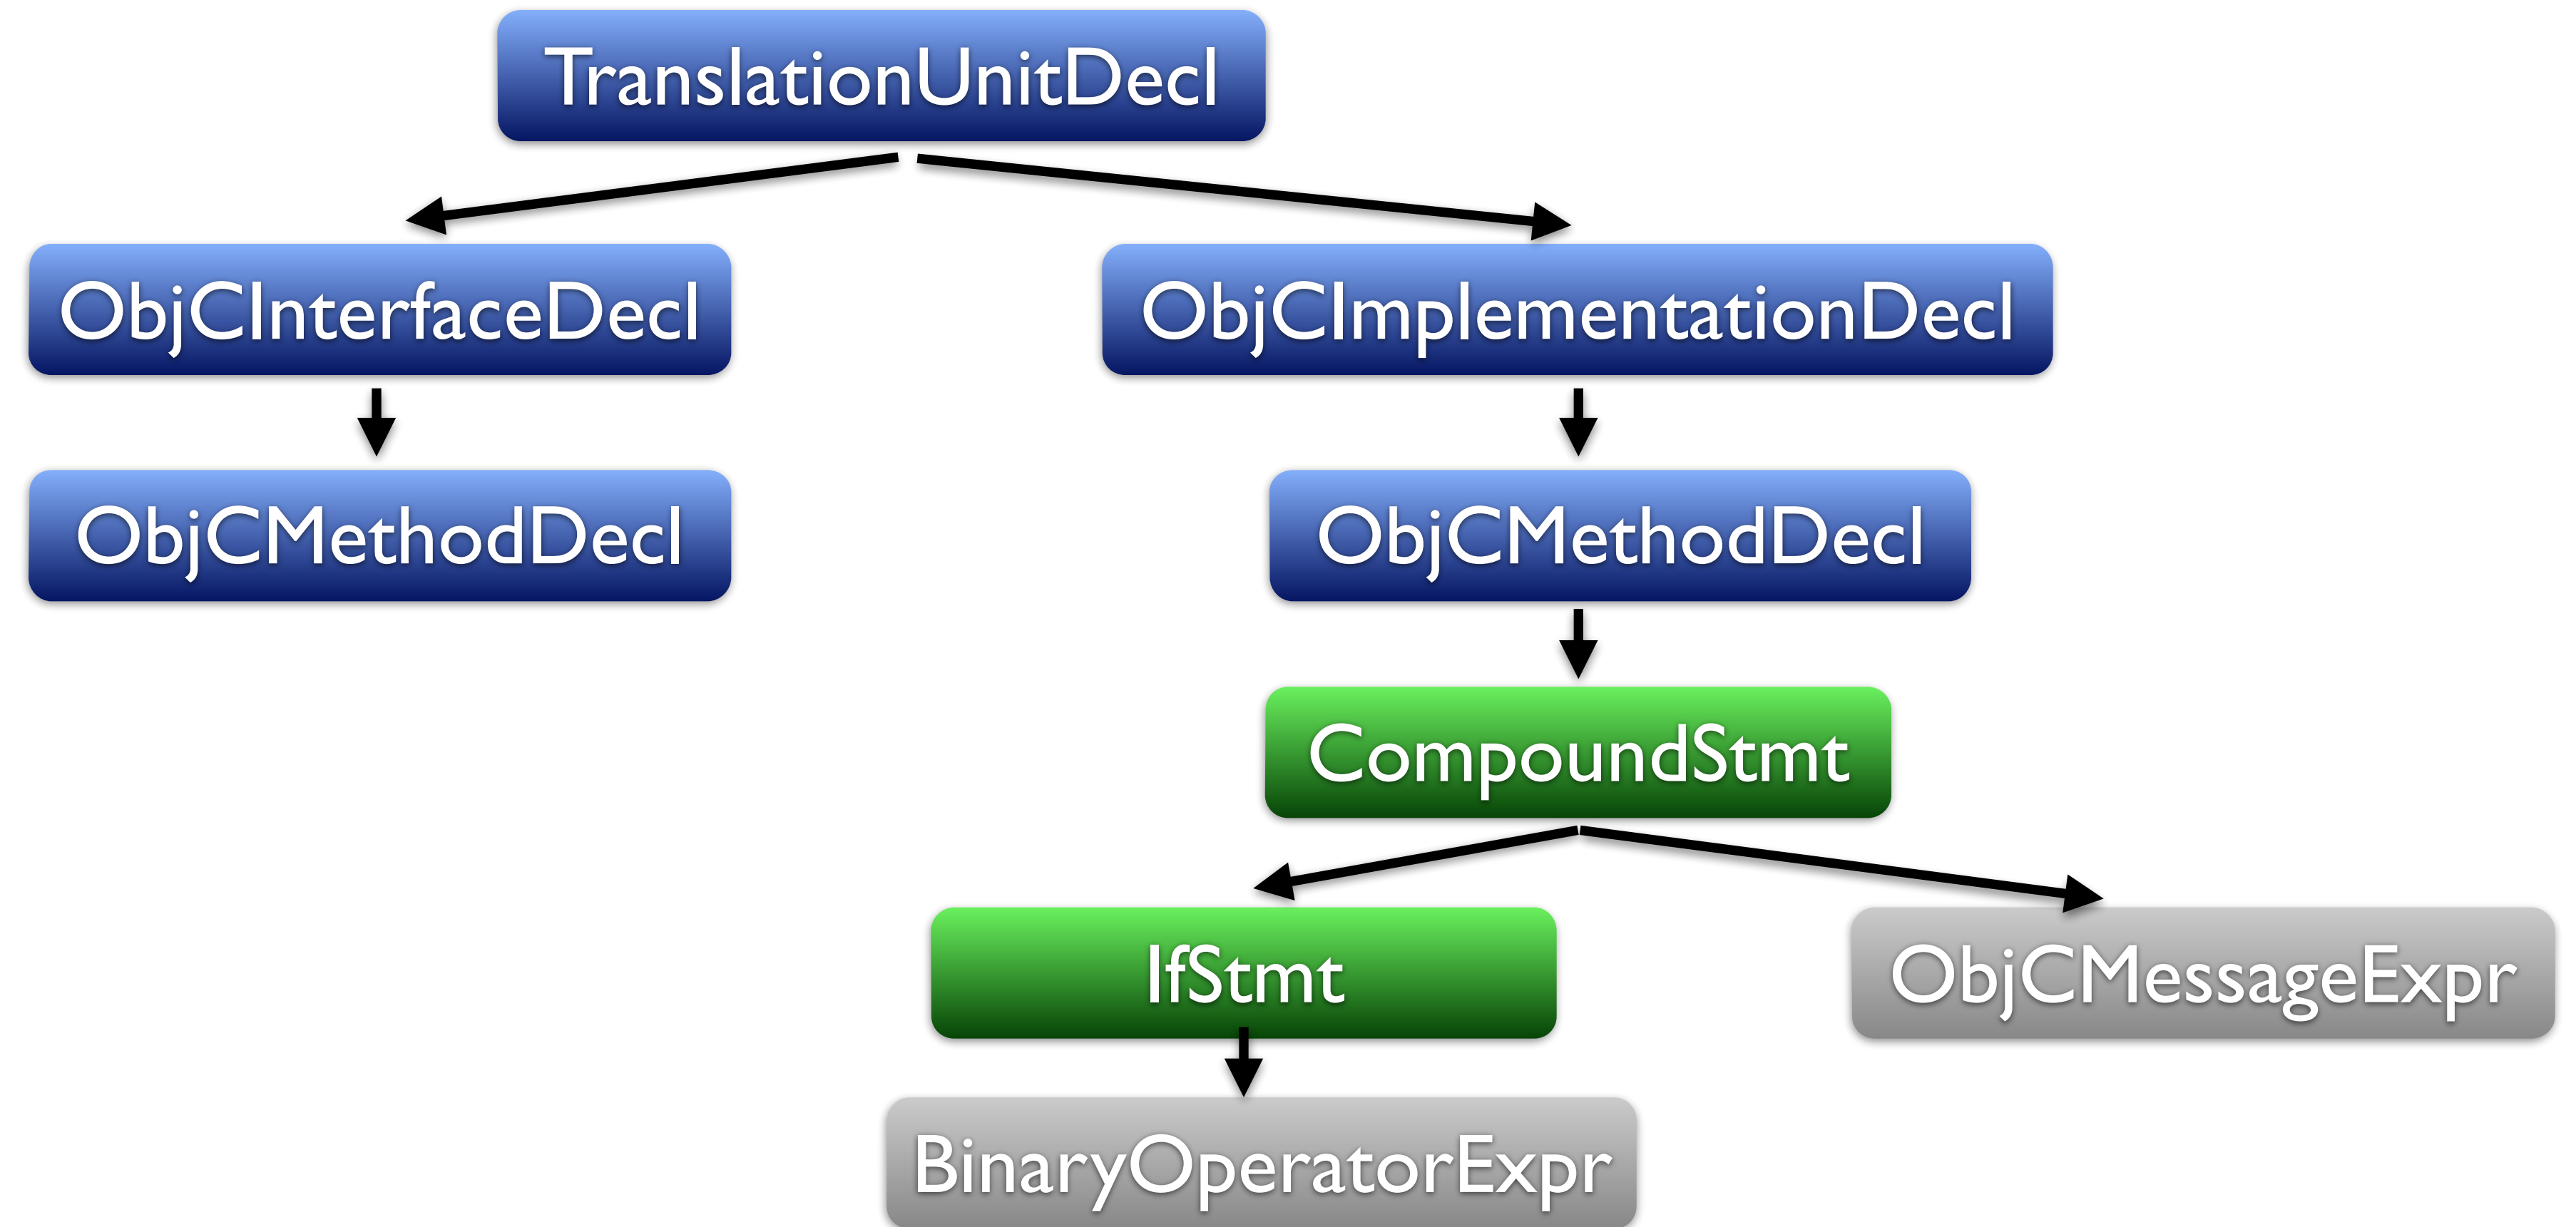 TranslationUnitDecl
ObjCInterfaceDecl
ObjCImplementationDecl
ObjCMethodDecl
ObjCMethodDecl
CompoundStmt
IfStmt
ObjCMessageExpr
BinaryOperatorExpr